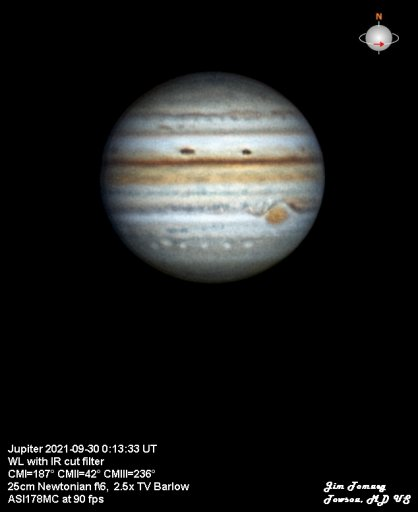 N
Jupiter 2021-09-30 0:13:33 UT
WL with IR cut filter
CMI=187° CMII=42° CMIII=236°
25cm Newtonian f\6, 2.5x TV Barlow
ASI178MC at 90 fps
Jim Tomney
Towson, MD US